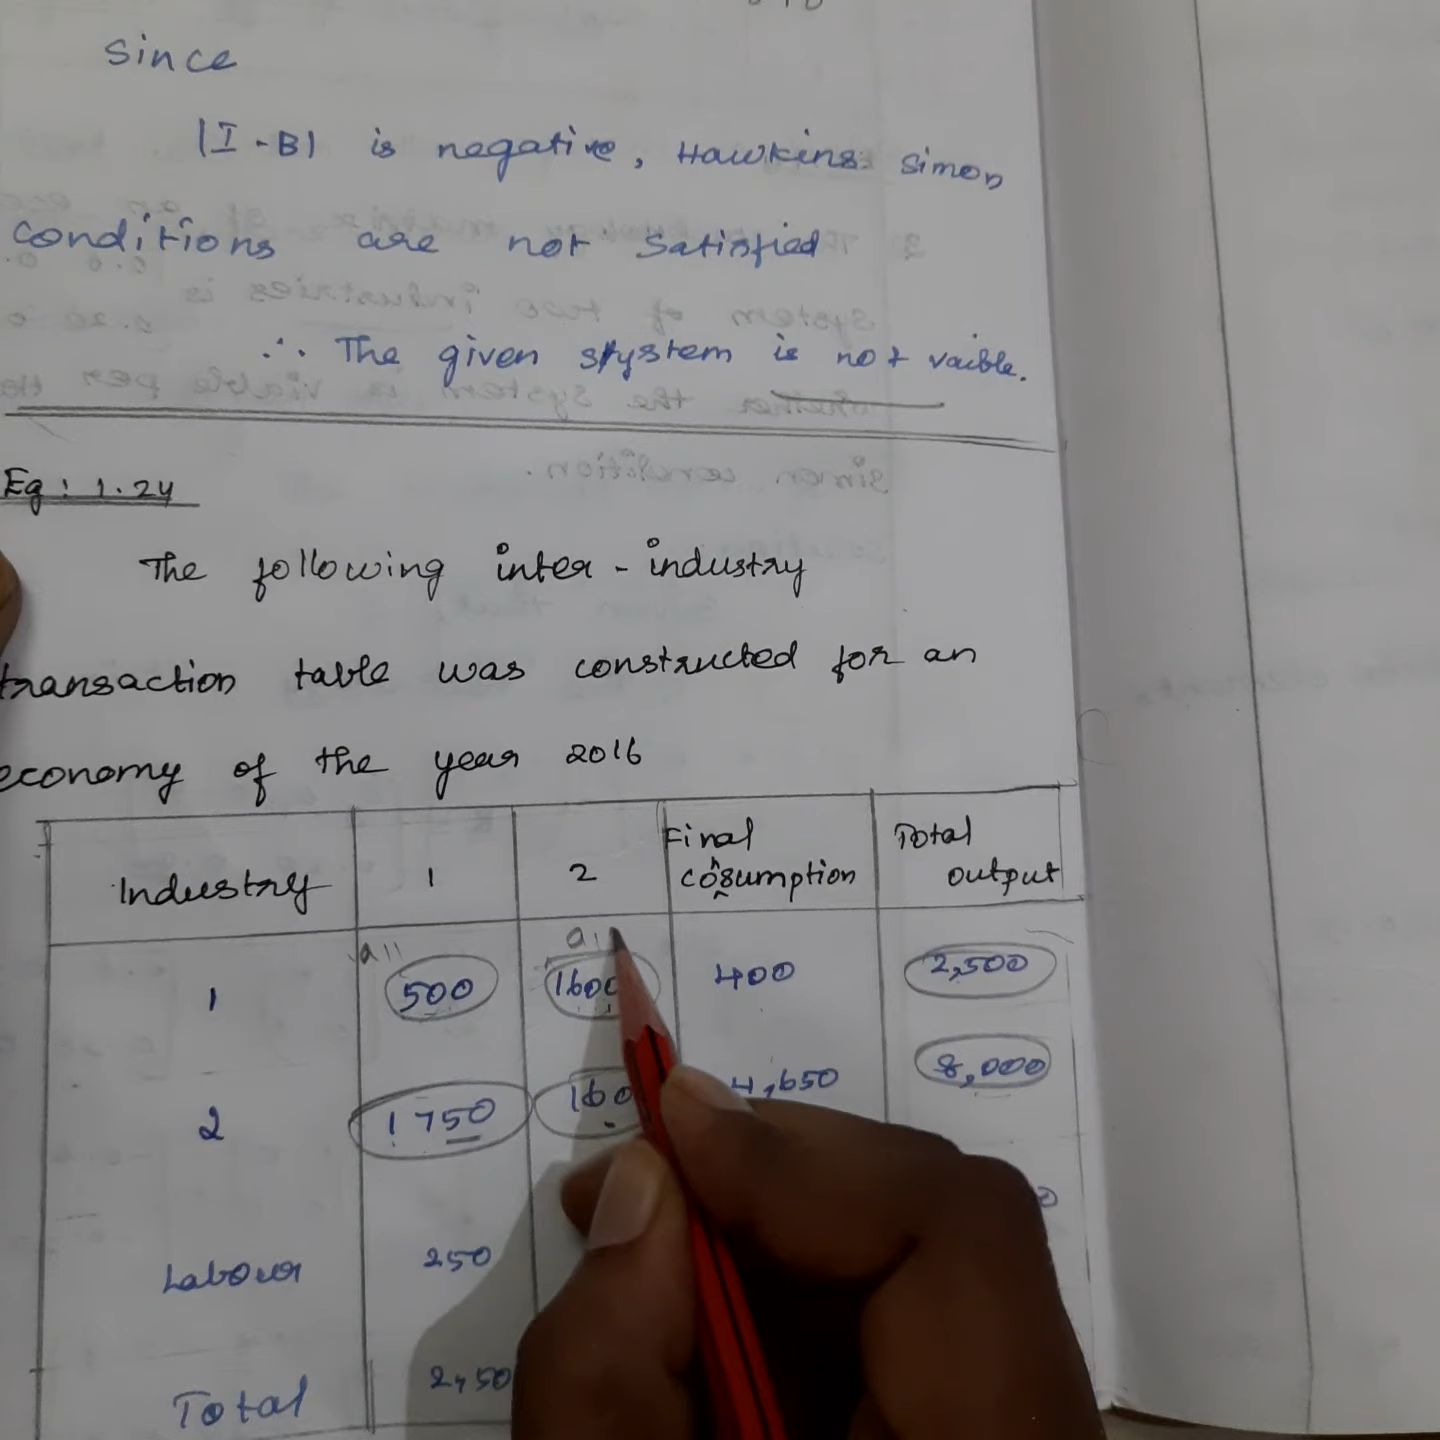 since
|I-B| is negative, Hawkins simon
conditions are not satisfied
∴ The given system is not vaible.
Eg : 1.24
The following inter-industry
transaction table was constructed for an
economy of the year 2016
Industry 1 2 Final cosumption Total output
a11
1 500 1600 400 2,500
2 1750 160 4,650 8,000
Labour 250
Total 2,50